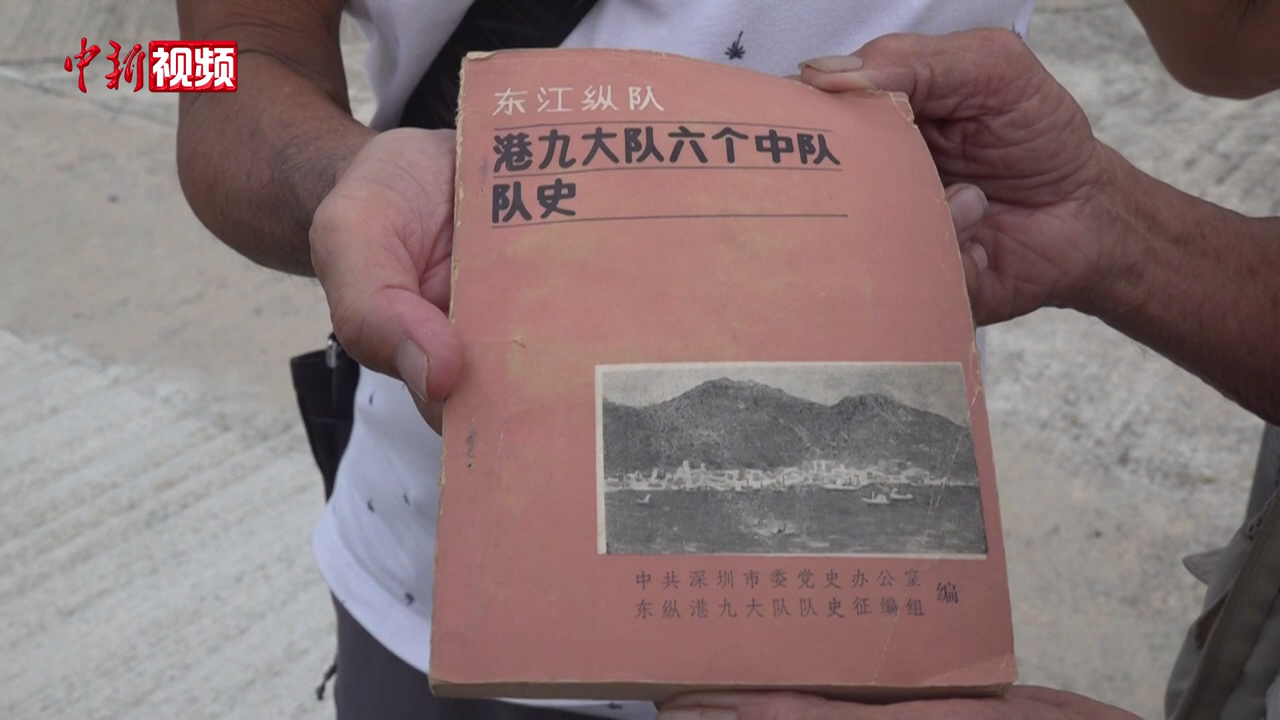 中新视频
东江纵队
港九大队六个中队
队史
中共深圳市委党史办公室
东纵港九大队队史征编组
编